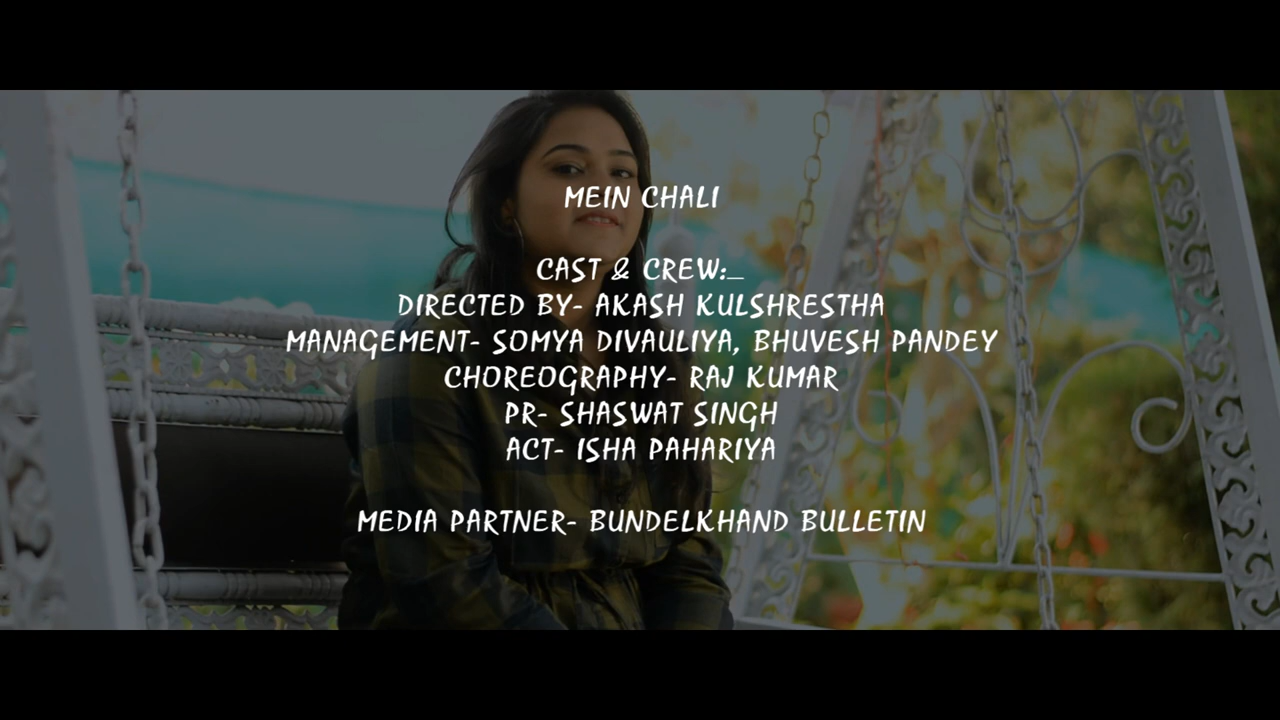 MEIN CHALI
CAST & CREW:_
DIRECTED BY- AKASH KULSHRESTHA
MANAGEMENT- SOMYA DIVAULIYA, BHUVESH PANDEY
CHOREOGRAPHY- RAJ KUMAR
PR- SHASWAT SINGH
ACT- ISHA PAHARIYA
MEDIA PARTNER- BUNDELKHAND BULLETIN